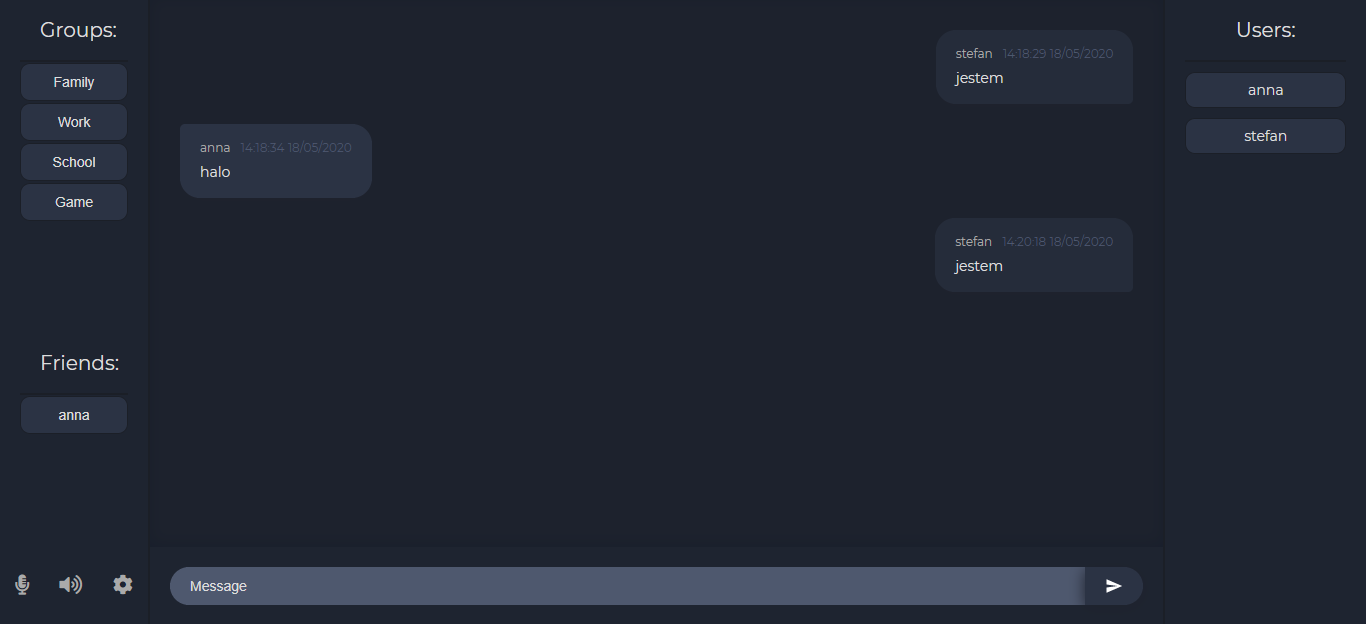 Groups:
Family
Work
School
Game
Friends:
anna
stefan 14:18:29 18/05/2020
jestem
anna 14:18:34 18/05/2020
halo
stefan 14:20:18 18/05/2020
jestem
Message
Users:
anna
stefan